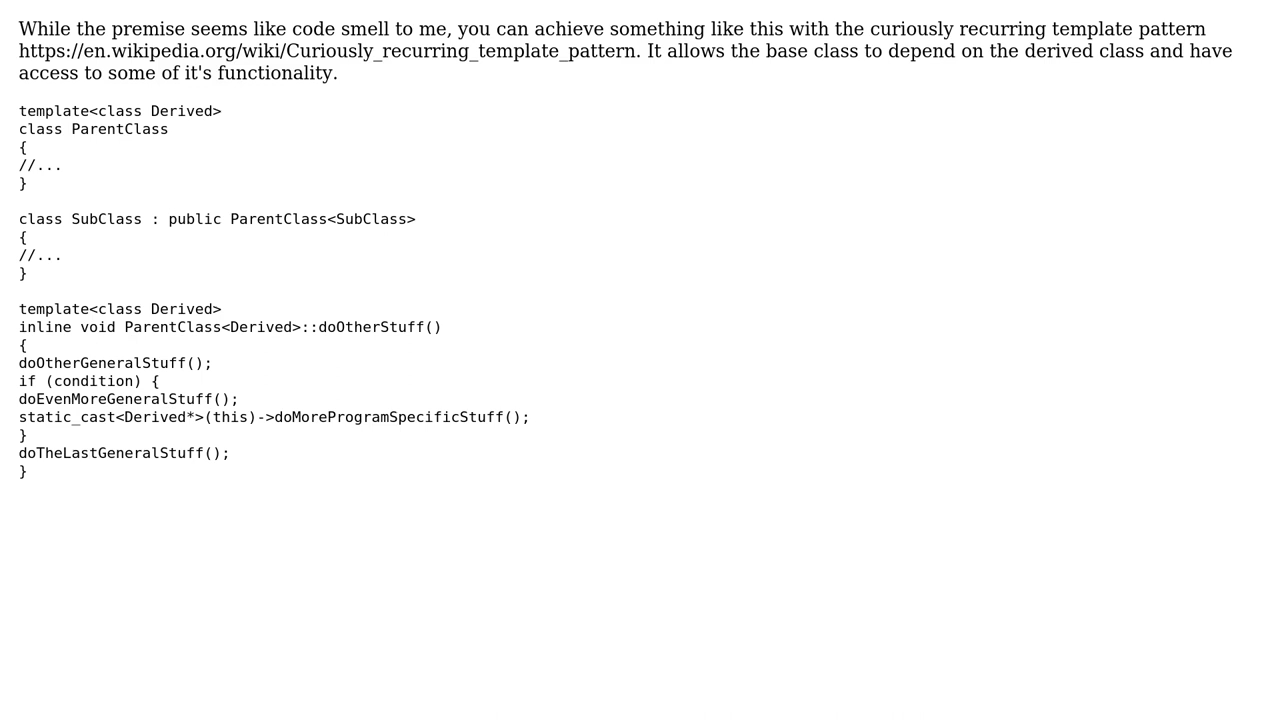 While the premise seems like code smell to me, you can achieve something like this with the curiously recurring template pattern
https://en.wikipedia.org/wiki/Curiously_recurring_template_pattern. It allows the base class to depend on the derived class and have
access to some of it's functionality.
template<class Derived>
class ParentClass
{
//...
}
class SubClass : public ParentClass<SubClass>
{
//...
}
template<class Derived>
inline void ParentClass<Derived>::doOtherStuff()
{
doOtherGeneralStuff();
if (condition) {
doEvenMoreGeneralStuff();
static_cast<Derived*>(this)->doMoreProgramSpecificStuff();
}
doTheLastGeneralStuff();
}